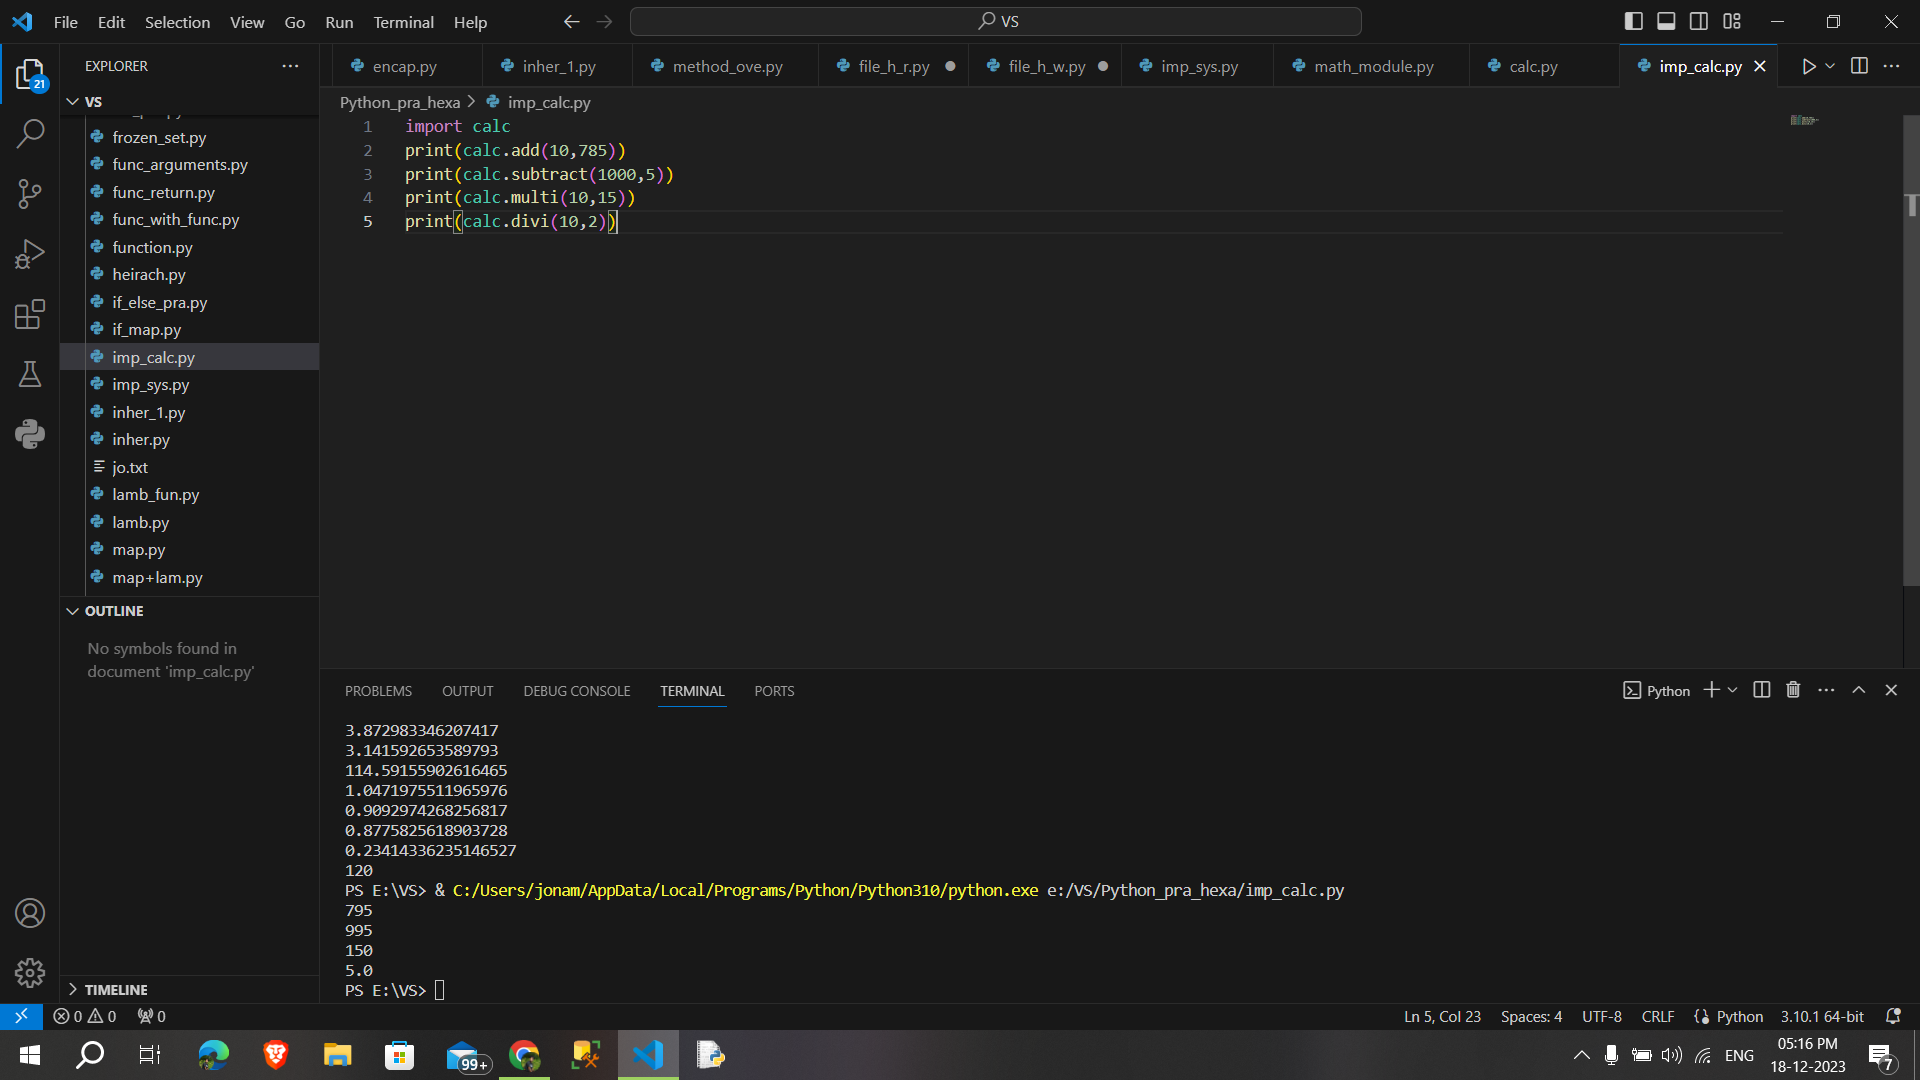 File Edit Selection View Go Run Terminal Help VS
EXPLORER
encap.py inher_1.py method_ove.py file_h_r.py file_h_w.py imp_sys.py math_module.py calc.py imp_calc.py
21
VS
frozen_set.py
func_arguments.py
func_return.py
func_with_func.py
function.py
heirach.py
if_else_pra.py
if_map.py
imp_calc.py
imp_sys.py
inher_1.py
inher.py
jo.txt
lamb_fun.py
lamb.py
map.py
map+lam.py
OUTLINE
No symbols found in
document 'imp_calc.py'
TIMELINE
Python_pra_hexa > imp_calc.py
1 import calc
2 print(calc.add(10,785))
3 print(calc.subtract(1000,5))
4 print(calc.multi(10,15))
5 print(calc.divi(10,2))
PROBLEMS OUTPUT DEBUG CONSOLE TERMINAL PORTS Python
3.872983346207417
3.141592653589793
114.59155902616465
1.0471975511965976
0.9092974268256817
0.8775825618903728
0.23414336235146527
120
PS E:\VS> & C:/Users/jonam/AppData/Local/Programs/Python/Python310/python.exe e:/VS/Python_pra_hexa/imp_calc.py
795
995
150
5.0
PS E:\VS>
0 0 0 Ln 5, Col 23 Spaces: 4 UTF-8 CRLF Python 3.10.1 64-bit
99+ ENG 05:16 PM
18-12-2023 7